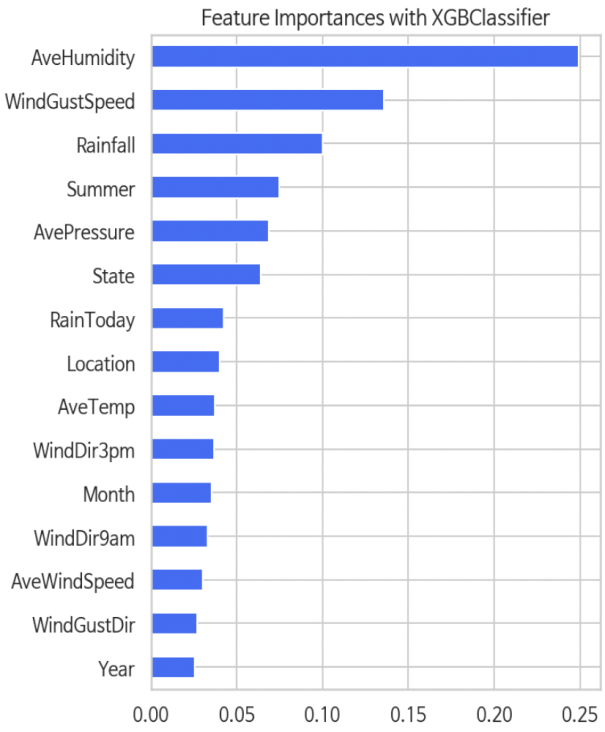 Feature Importances with XGBClassifier
AveHumidity
WindGustSpeed
Rainfall
Summer
AvePressure
State
RainToday
Location
AveTemp
WindDir3pm
Month
WindDir9am
AveWindSpeed
WindGustDir
Year
0.00 0.05 0.10 0.15 0.20 0.25